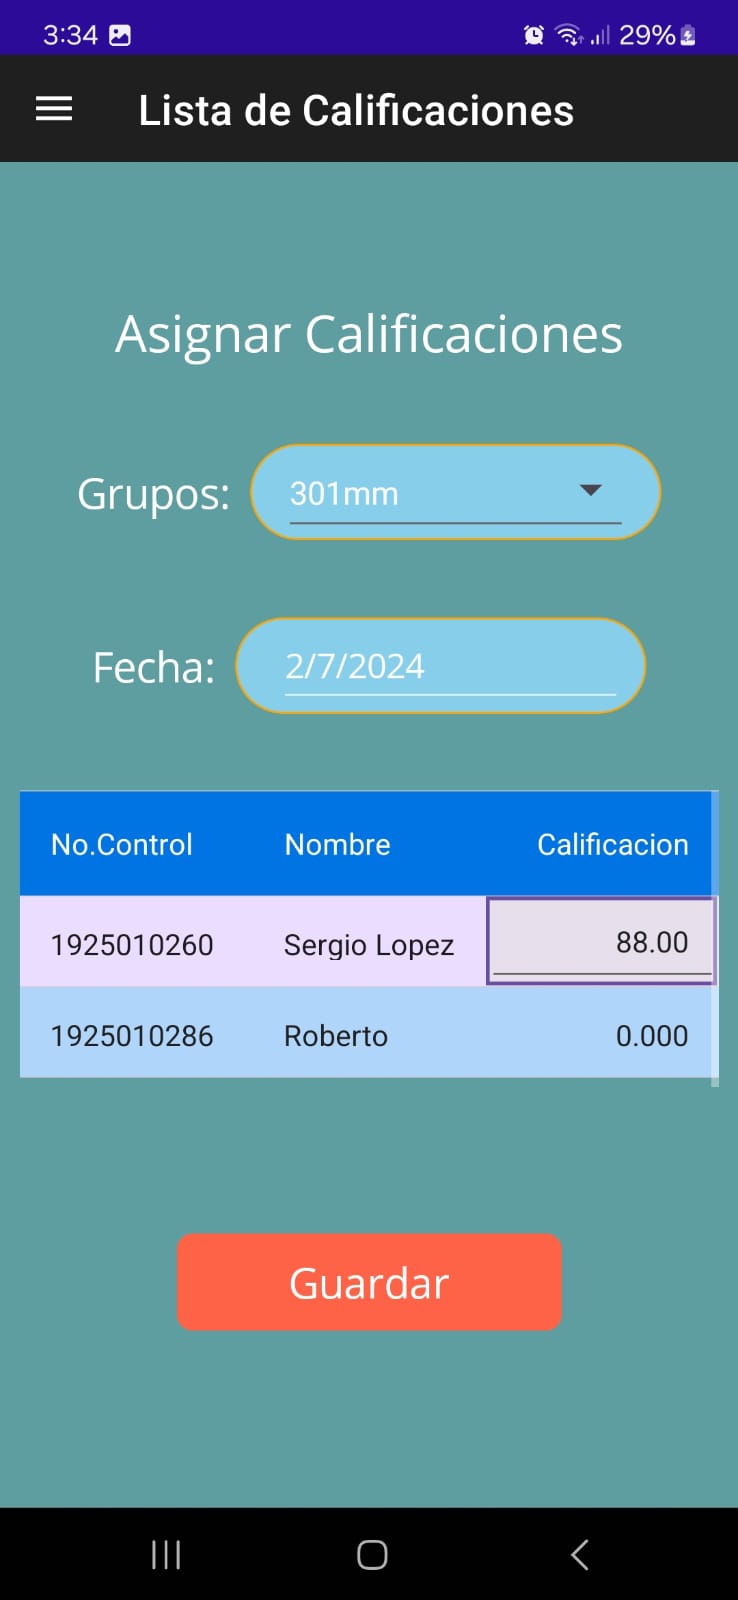 3:34 29%
Lista de Calificaciones
Asignar Calificaciones
Grupos: 301mm
Fecha: 2/7/2024
No.Control Nombre Calificacion
1925010260 Sergio Lopez 88.00
1925010286 Roberto 0.000
Guardar